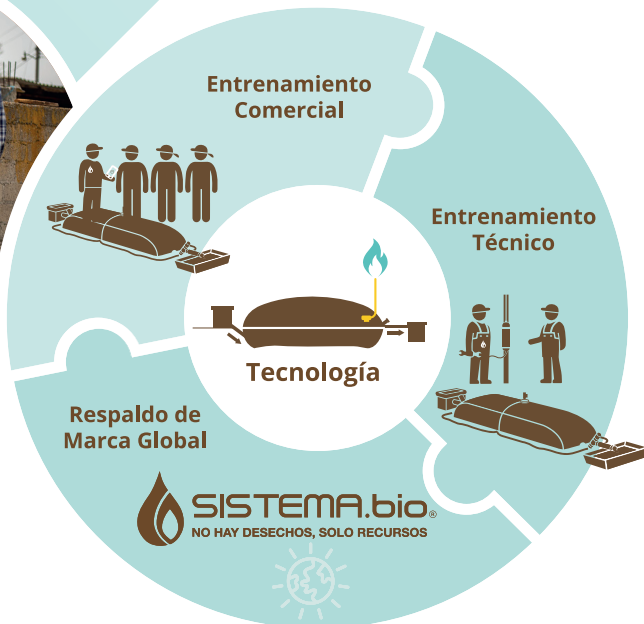 Entrenamiento
Comercial
Entrenamiento
Técnico
Tecnología
Respaldo de
Marca Global
SISTEMA.bio®
NO HAY DESECHOS, SOLO RECURSOS